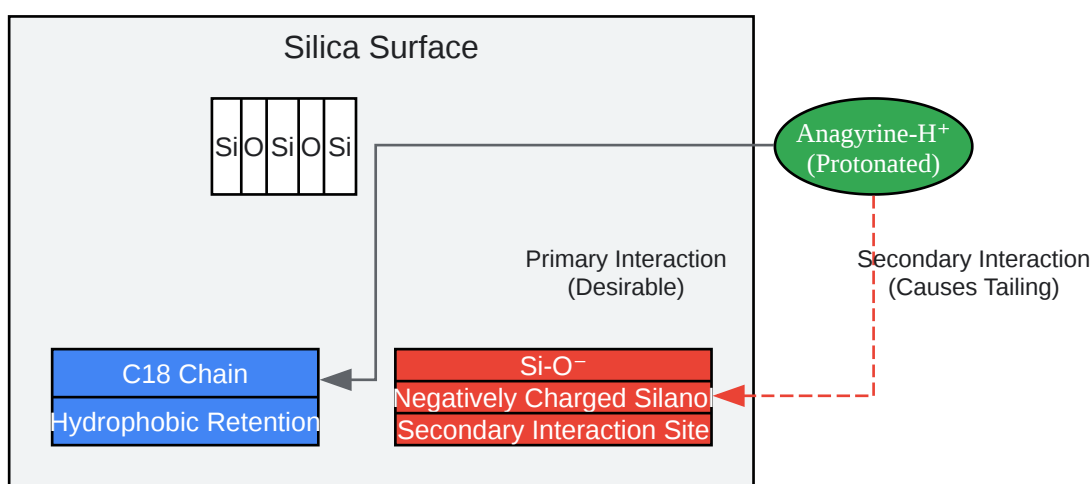 Silica Surface
Si O Si O Si
Anagyrine-H⁺
(Protonated)
Primary Interaction
(Desirable)
Secondary Interaction
(Causes Tailing)
C18 Chain
Hydrophobic Retention
Si-O⁻
Negatively Charged Silanol
Secondary Interaction Site